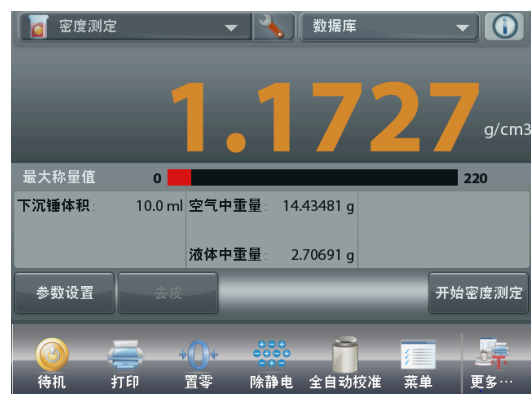 密度测定 数据库
1.1727 g/cm3
最大称量值 0 220
下沉锤体积: 10.0 ml 空气中重量: 14.43481 g
液体中重量: 2.70691 g
参数设置 去皮 开始密度测定
待机 打印 置零 除静电 全自动校准 菜单 更多…